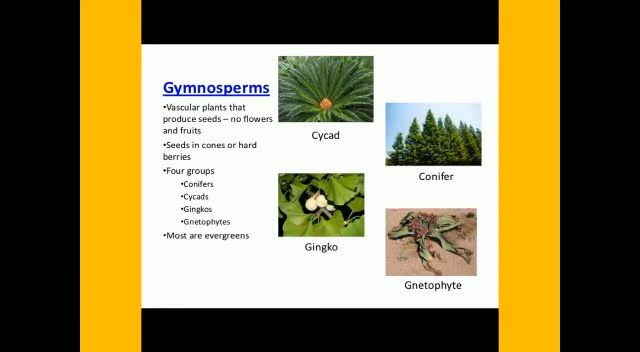 Gymnosperms
•Vascular plants that
produce seeds – no flowers
and fruits
•Seeds in cones or hard
berries
•Four groups
•Conifers
•Cycads
•Gingkos
•Gnetophytes
•Most are evergreens
Cycad
Conifer
Gingko
Gnetophyte